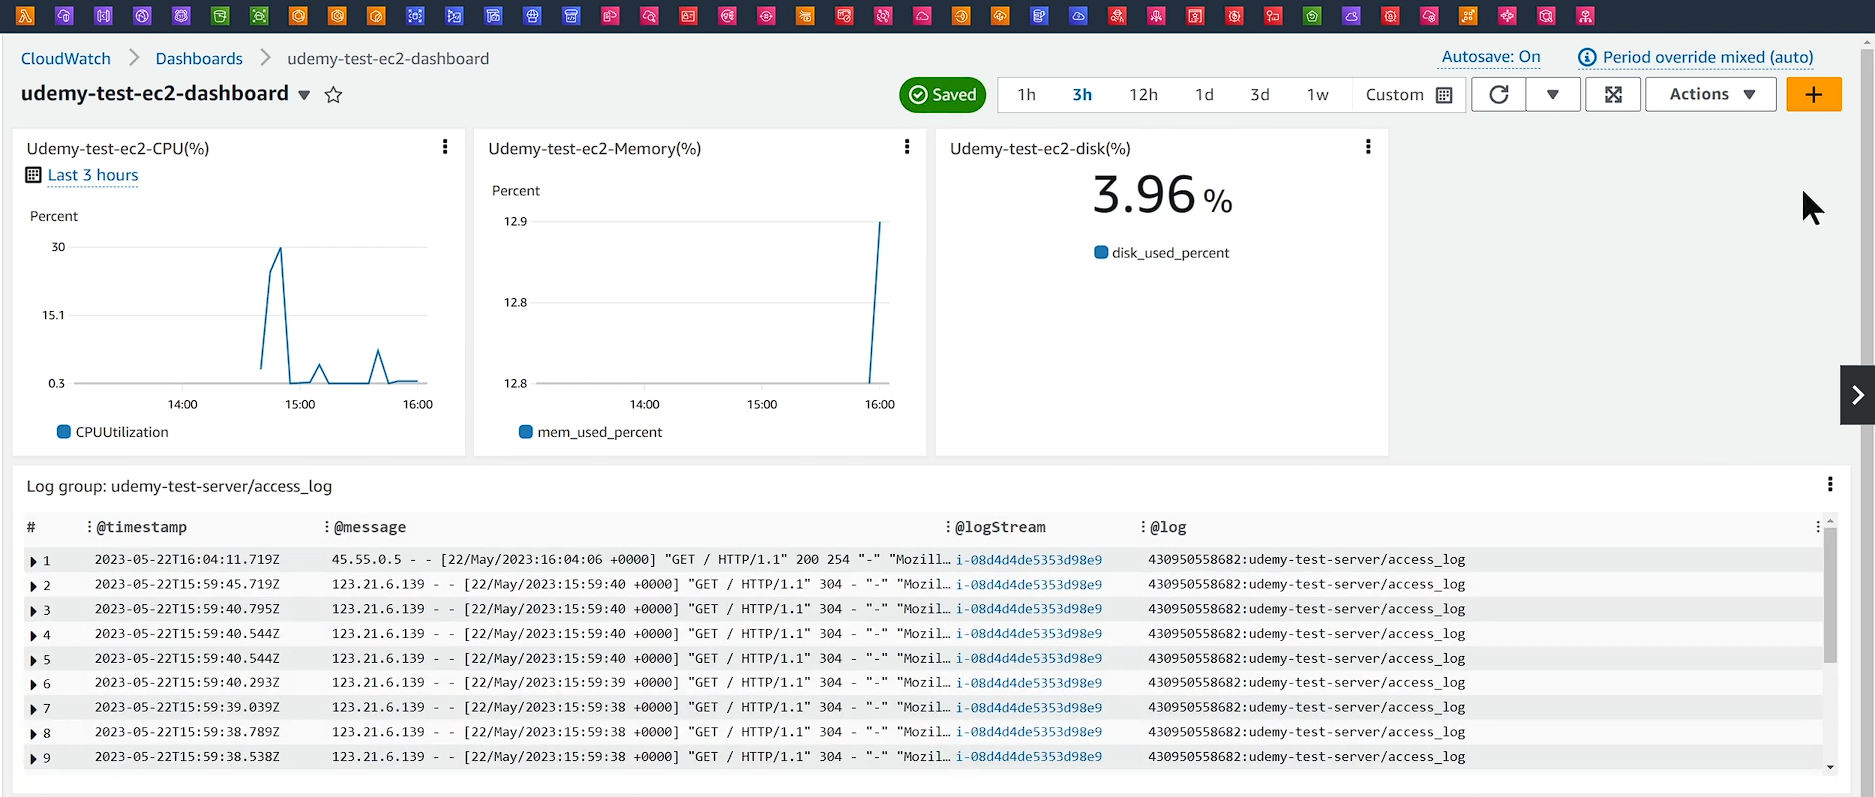 CloudWatch > Dashboards > udemy-test-ec2-dashboard
Autosave: On Period override mixed (auto)
udemy-test-ec2-dashboard
Saved 1h 3h 12h 1d 3d 1w Custom Actions +
Udemy-test-ec2-CPU(%)
Last 3 hours
Percent
30
15.1
0.3
14:00 15:00 16:00
CPUUtilization
Udemy-test-ec2-Memory(%)
Percent
12.9
12.8
12.8
14:00 15:00 16:00
mem_used_percent
Udemy-test-ec2-disk(%)
3.96 %
disk_used_percent
Log group: udemy-test-server/access_log
# @timestamp @message @logStream @log
1 2023-05-22T16:04:11.719Z 45.55.0.5 - - [22/May/2023:16:04:06 +0000] "GET / HTTP/1.1" 200 254 "-" "Mozill… i-08d4d4de5353d98e9 430950558682:udemy-test-server/access_log
2 2023-05-22T15:59:45.719Z 123.21.6.139 - - [22/May/2023:15:59:40 +0000] "GET / HTTP/1.1" 304 - "-" "Mozil… i-08d4d4de5353d98e9 430950558682:udemy-test-server/access_log
3 2023-05-22T15:59:40.795Z 123.21.6.139 - - [22/May/2023:15:59:40 +0000] "GET / HTTP/1.1" 304 - "-" "Mozil… i-08d4d4de5353d98e9 430950558682:udemy-test-server/access_log
4 2023-05-22T15:59:40.544Z 123.21.6.139 - - [22/May/2023:15:59:40 +0000] "GET / HTTP/1.1" 304 - "-" "Mozil… i-08d4d4de5353d98e9 430950558682:udemy-test-server/access_log
5 2023-05-22T15:59:40.544Z 123.21.6.139 - - [22/May/2023:15:59:40 +0000] "GET / HTTP/1.1" 304 - "-" "Mozil… i-08d4d4de5353d98e9 430950558682:udemy-test-server/access_log
6 2023-05-22T15:59:40.293Z 123.21.6.139 - - [22/May/2023:15:59:39 +0000] "GET / HTTP/1.1" 304 - "-" "Mozil… i-08d4d4de5353d98e9 430950558682:udemy-test-server/access_log
7 2023-05-22T15:59:39.039Z 123.21.6.139 - - [22/May/2023:15:59:38 +0000] "GET / HTTP/1.1" 304 - "-" "Mozil… i-08d4d4de5353d98e9 430950558682:udemy-test-server/access_log
8 2023-05-22T15:59:38.789Z 123.21.6.139 - - [22/May/2023:15:59:38 +0000] "GET / HTTP/1.1" 304 - "-" "Mozil… i-08d4d4de5353d98e9 430950558682:udemy-test-server/access_log
9 2023-05-22T15:59:38.538Z 123.21.6.139 - - [22/May/2023:15:59:38 +0000] "GET / HTTP/1.1" 304 - "-" "Mozil… i-08d4d4de5353d98e9 430950558682:udemy-test-server/access_log